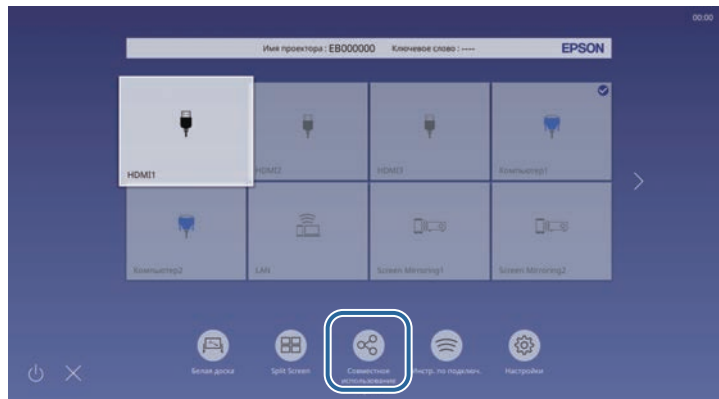 00:00
Имя проектора : EB000000 Ключевое слово : ---- EPSON
HDMI1 HDMI2 HDMI3 Компьютер1
Компьютер2 LAN Screen Mirroring1 Screen Mirroring2
Белая доска Split Screen Совместное использование Инстр. по подключ. Настройки